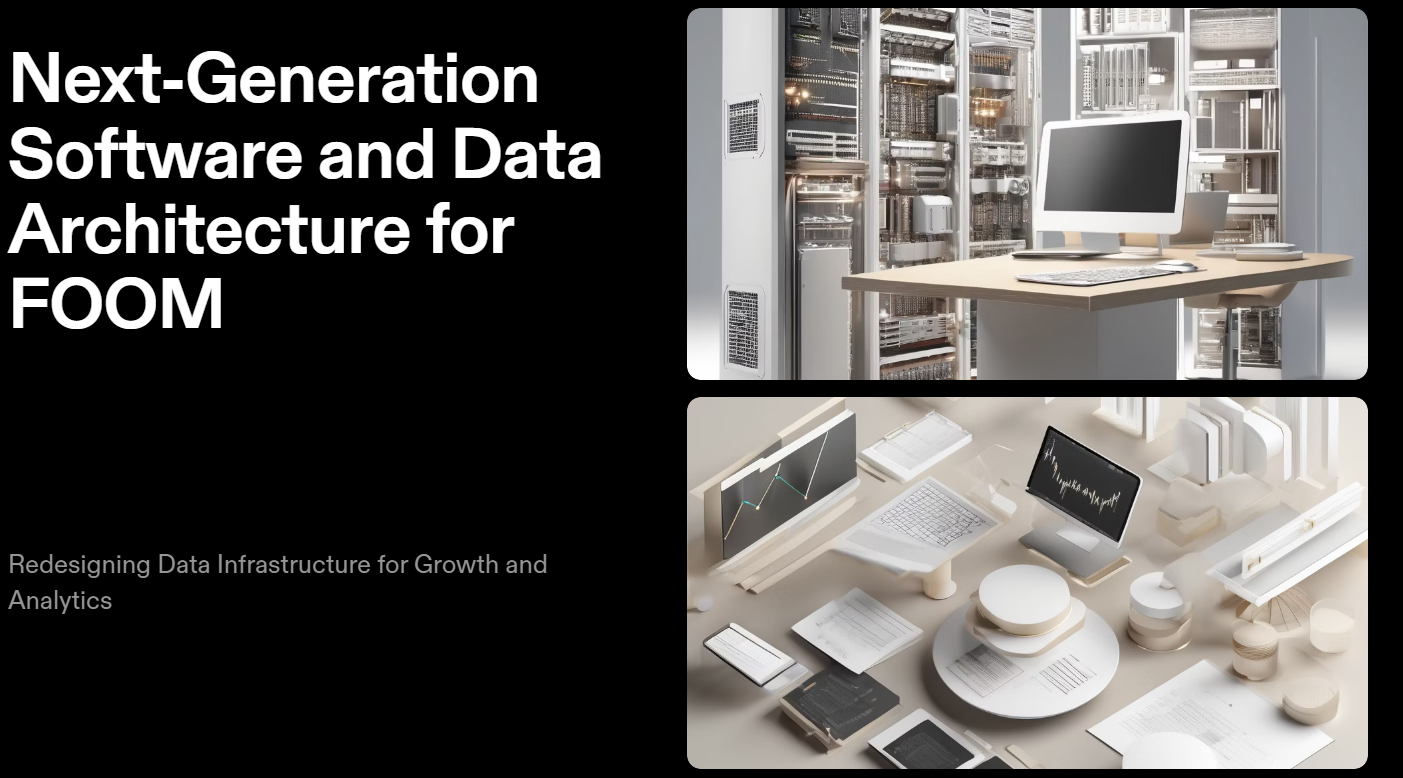 Next-Generation
Software and Data
Architecture for
FOOM
Redesigning Data Infrastructure for Growth and
Analytics